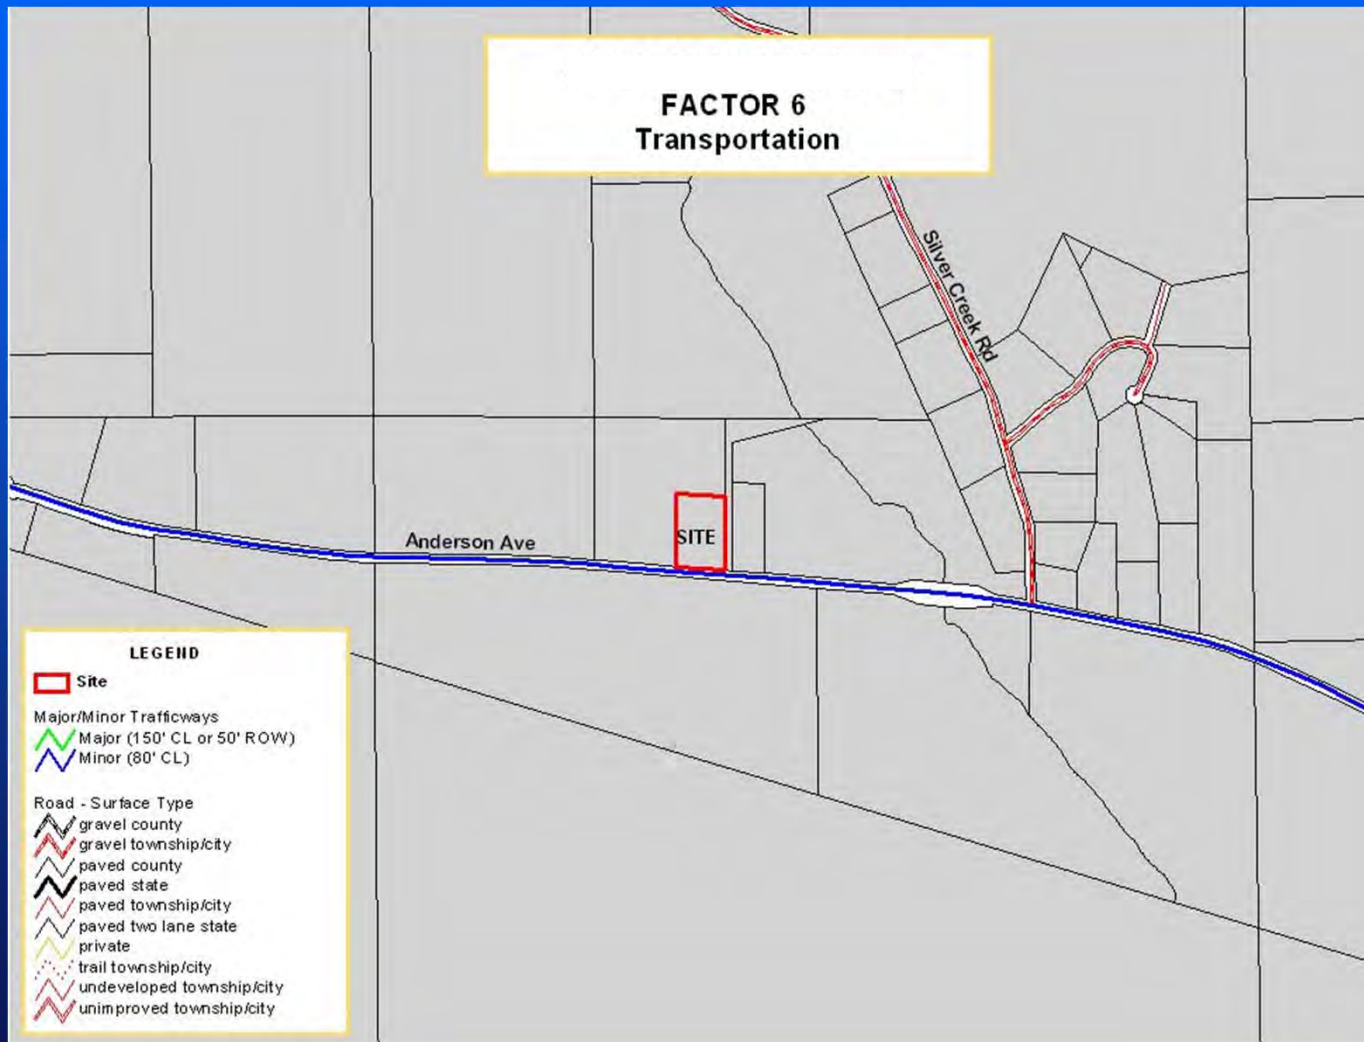 FACTOR 6
Transportation
Silver Creek Rd
Anderson Ave
SITE
LEGEND
Site
Major/Minor Trafficways
Major (150' CL or 50' ROW)
Minor (80' CL)
Road - Surface Type
gravel county
gravel township/city
paved county
paved state
paved township/city
paved two lane state
private
trail township/city
undeveloped township/city
unimproved township/city